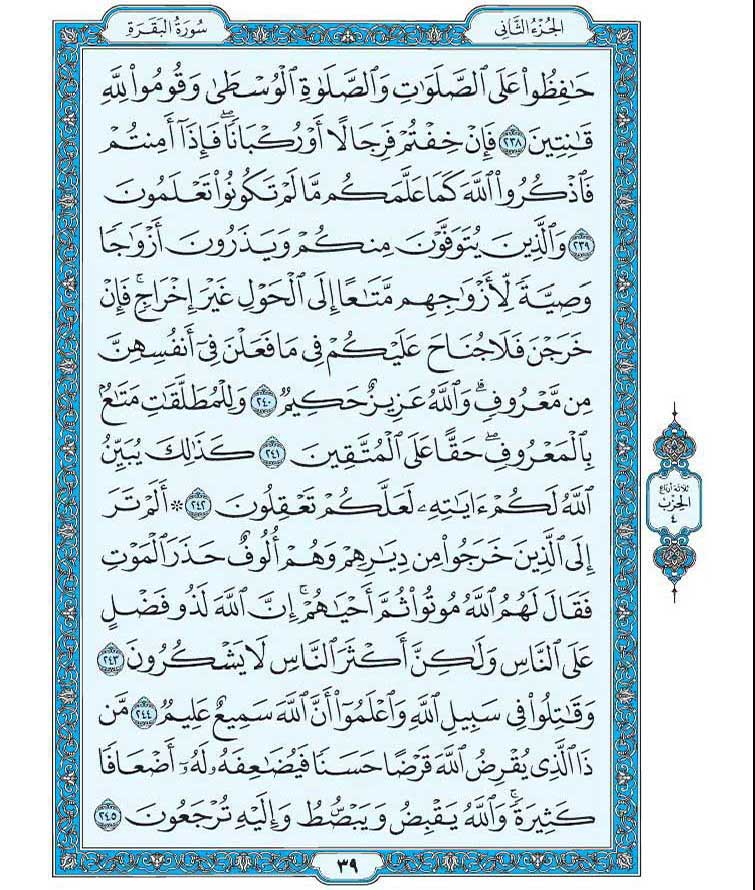 سُورَةُ البَقَرَةِ
الجُزْءُ الثَّانِي
حَٰفِظُوا۟ عَلَى ٱلصَّلَوَٰتِ وَٱلصَّلَوٰةِ ٱلْوُسْطَىٰ وَقُومُوا۟ لِلَّهِ
قَٰنِتِينَ ٢٣٨ فَإِنْ خِفْتُمْ فَرِجَالًا أَوْ رُكْبَانًا ۖ فَإِذَآ أَمِنتُمْ
فَٱذْكُرُوا۟ ٱللَّهَ كَمَا عَلَّمَكُم مَّا لَمْ تَكُونُوا۟ تَعْلَمُونَ
٢٣٩ وَٱلَّذِينَ يُتَوَفَّوْنَ مِنكُمْ وَيَذَرُونَ أَزْوَٰجًا
وَصِيَّةً لِّأَزْوَٰجِهِم مَّتَٰعًا إِلَى ٱلْحَوْلِ غَيْرَ إِخْرَاجٍ ۚ فَإِنْ
خَرَجْنَ فَلَا جُنَاحَ عَلَيْكُمْ فِى مَا فَعَلْنَ فِىٓ أَنفُسِهِنَّ
مِن مَّعْرُوفٍ ۗ وَٱللَّهُ عَزِيزٌ حَكِيمٌ ٢٤٠ وَلِلْمُطَلَّقَٰتِ مَتَٰعٌۢ
بِٱلْمَعْرُوفِ ۖ حَقًّا عَلَى ٱلْمُتَّقِينَ ٢٤١ كَذَٰلِكَ يُبَيِّنُ
ٱللَّهُ لَكُمْ ءَايَٰتِهِۦ لَعَلَّكُمْ تَعْقِلُونَ ٢٤٢ * أَلَمْ تَرَ
إِلَى ٱلَّذِينَ خَرَجُوا۟ مِن دِيَٰرِهِمْ وَهُمْ أُلُوفٌ حَذَرَ ٱلْمَوْتِ
فَقَالَ لَهُمُ ٱللَّهُ مُوتُوا۟ ثُمَّ أَحْيَٰهُمْ ۚ إِنَّ ٱللَّهَ لَذُو فَضْلٍ
عَلَى ٱلنَّاسِ وَلَٰكِنَّ أَكْثَرَ ٱلنَّاسِ لَا يَشْكُرُونَ ٢٤٣
وَقَٰتِلُوا۟ فِى سَبِيلِ ٱللَّهِ وَٱعْلَمُوٓا۟ أَنَّ ٱللَّهَ سَمِيعٌ عَلِيمٌ ٢٤٤ مَّن
ذَا ٱلَّذِى يُقْرِضُ ٱللَّهَ قَرْضًا حَسَنًا فَيُضَٰعِفَهُۥ لَهُۥٓ أَضْعَافًا
كَثِيرَةً ۚ وَٱللَّهُ يَقْبِضُ وَيَبْصُۜطُ وَإِلَيْهِ تُرْجَعُونَ ٢٤٥
ثلاثة أرباع
الحزب
٤
٣٩